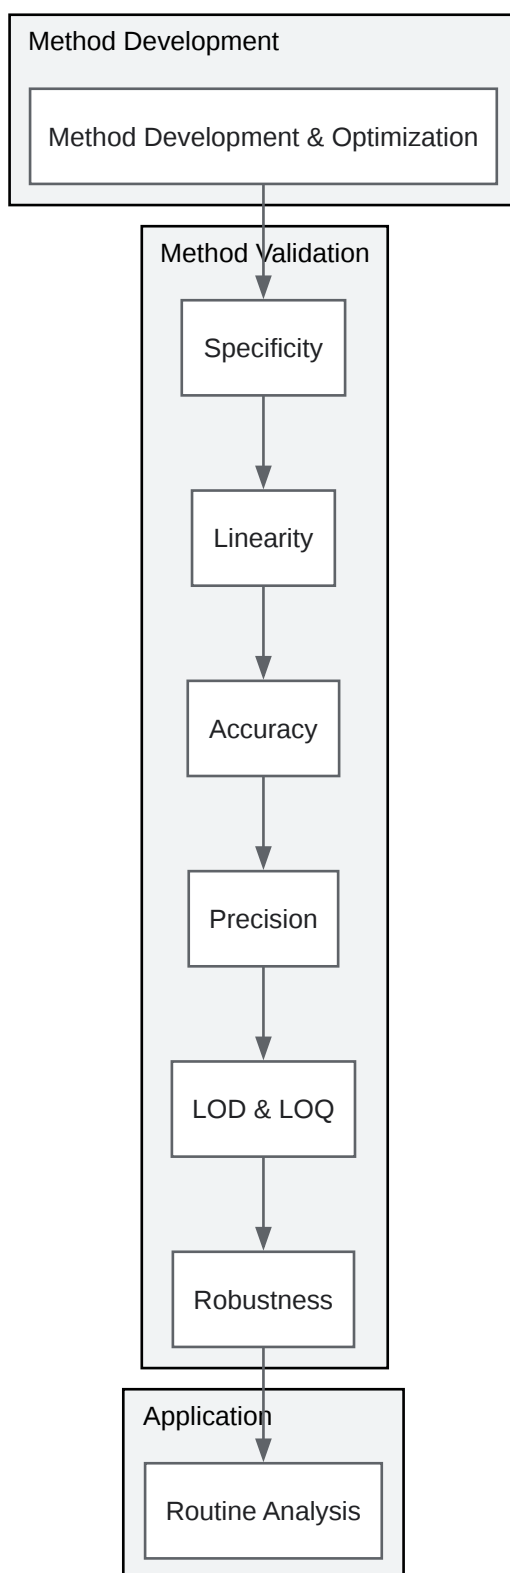 Method Development
Method Development & Optimization
Method Validation
Specificity
Linearity
Accuracy
Precision
LOD & LOQ
Robustness
Application
Routine Analysis